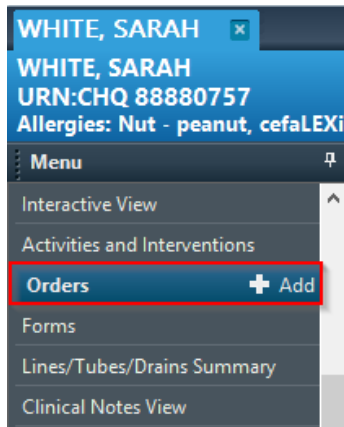 WHITE, SARAH
WHITE, SARAH
URN:CHQ 88880757
Allergies: Nut - peanut, cefaLEXi
Menu
Interactive View
Activities and Interventions
Orders + Add
Forms
Lines/Tubes/Drains Summary
Clinical Notes View